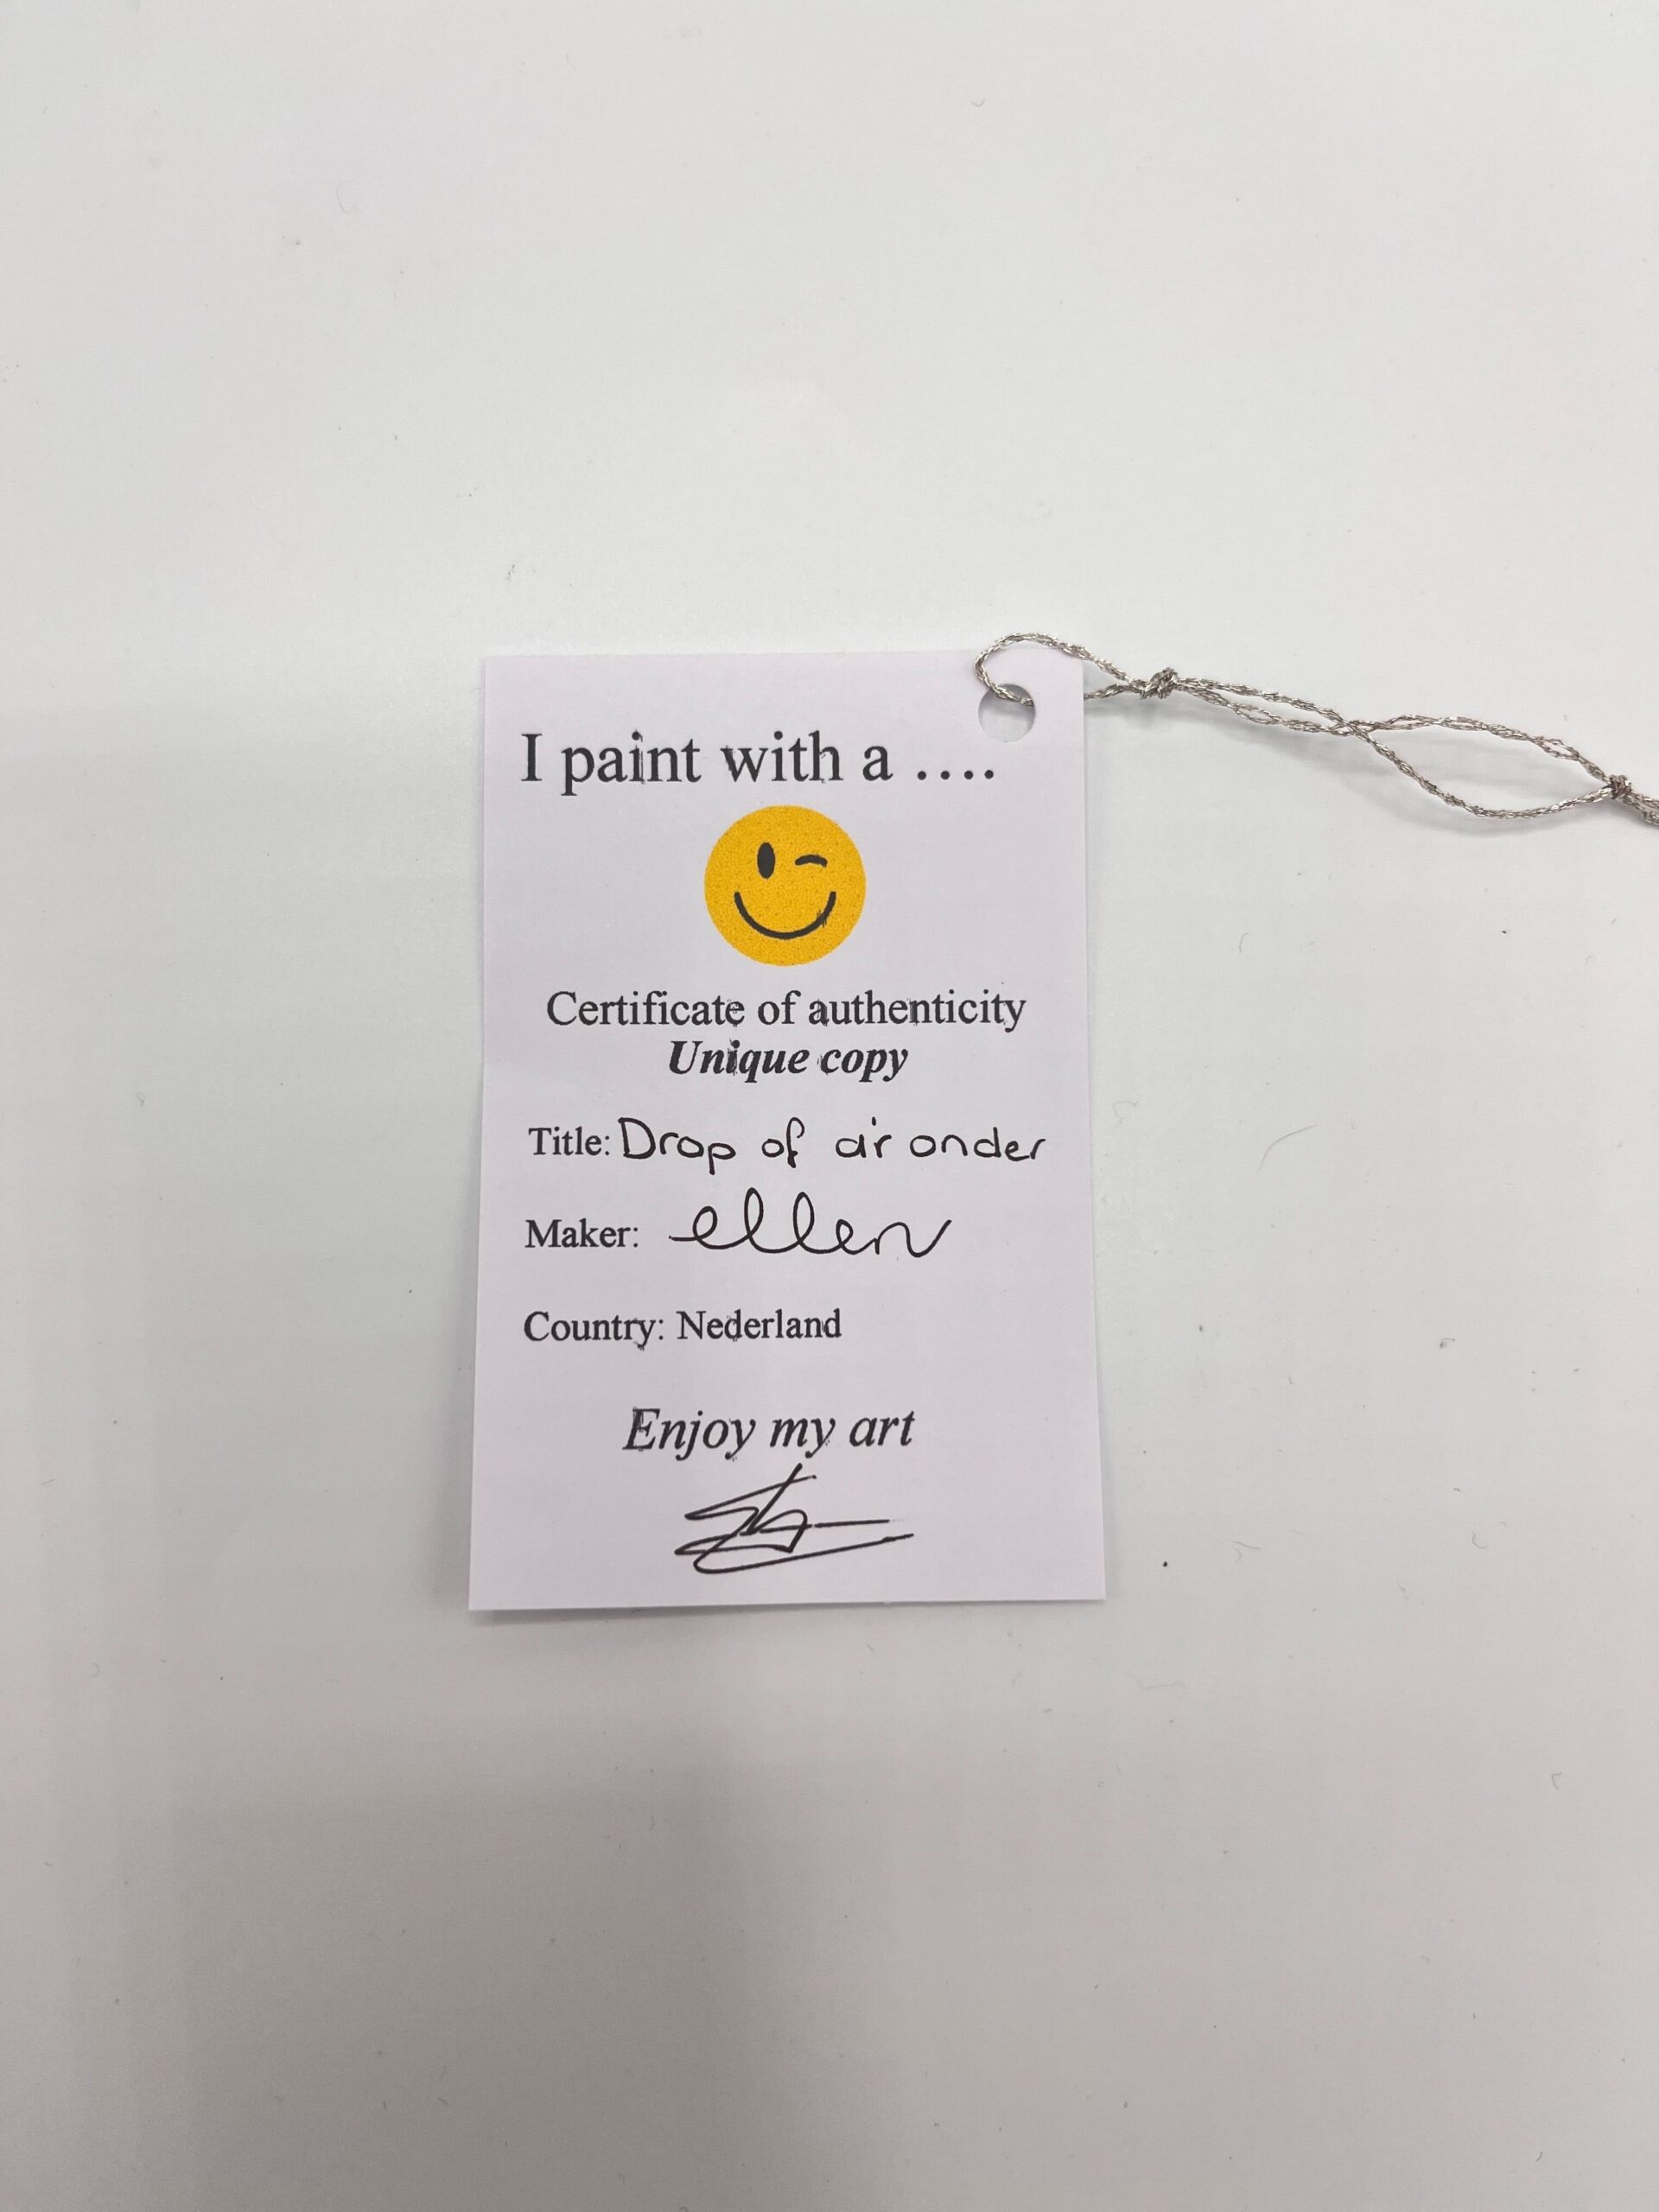 I paint with a ....
Certificate of authenticity
Unique copy
Title: Drop of air onder
Maker: ellen
Country: Nederland
Enjoy my art